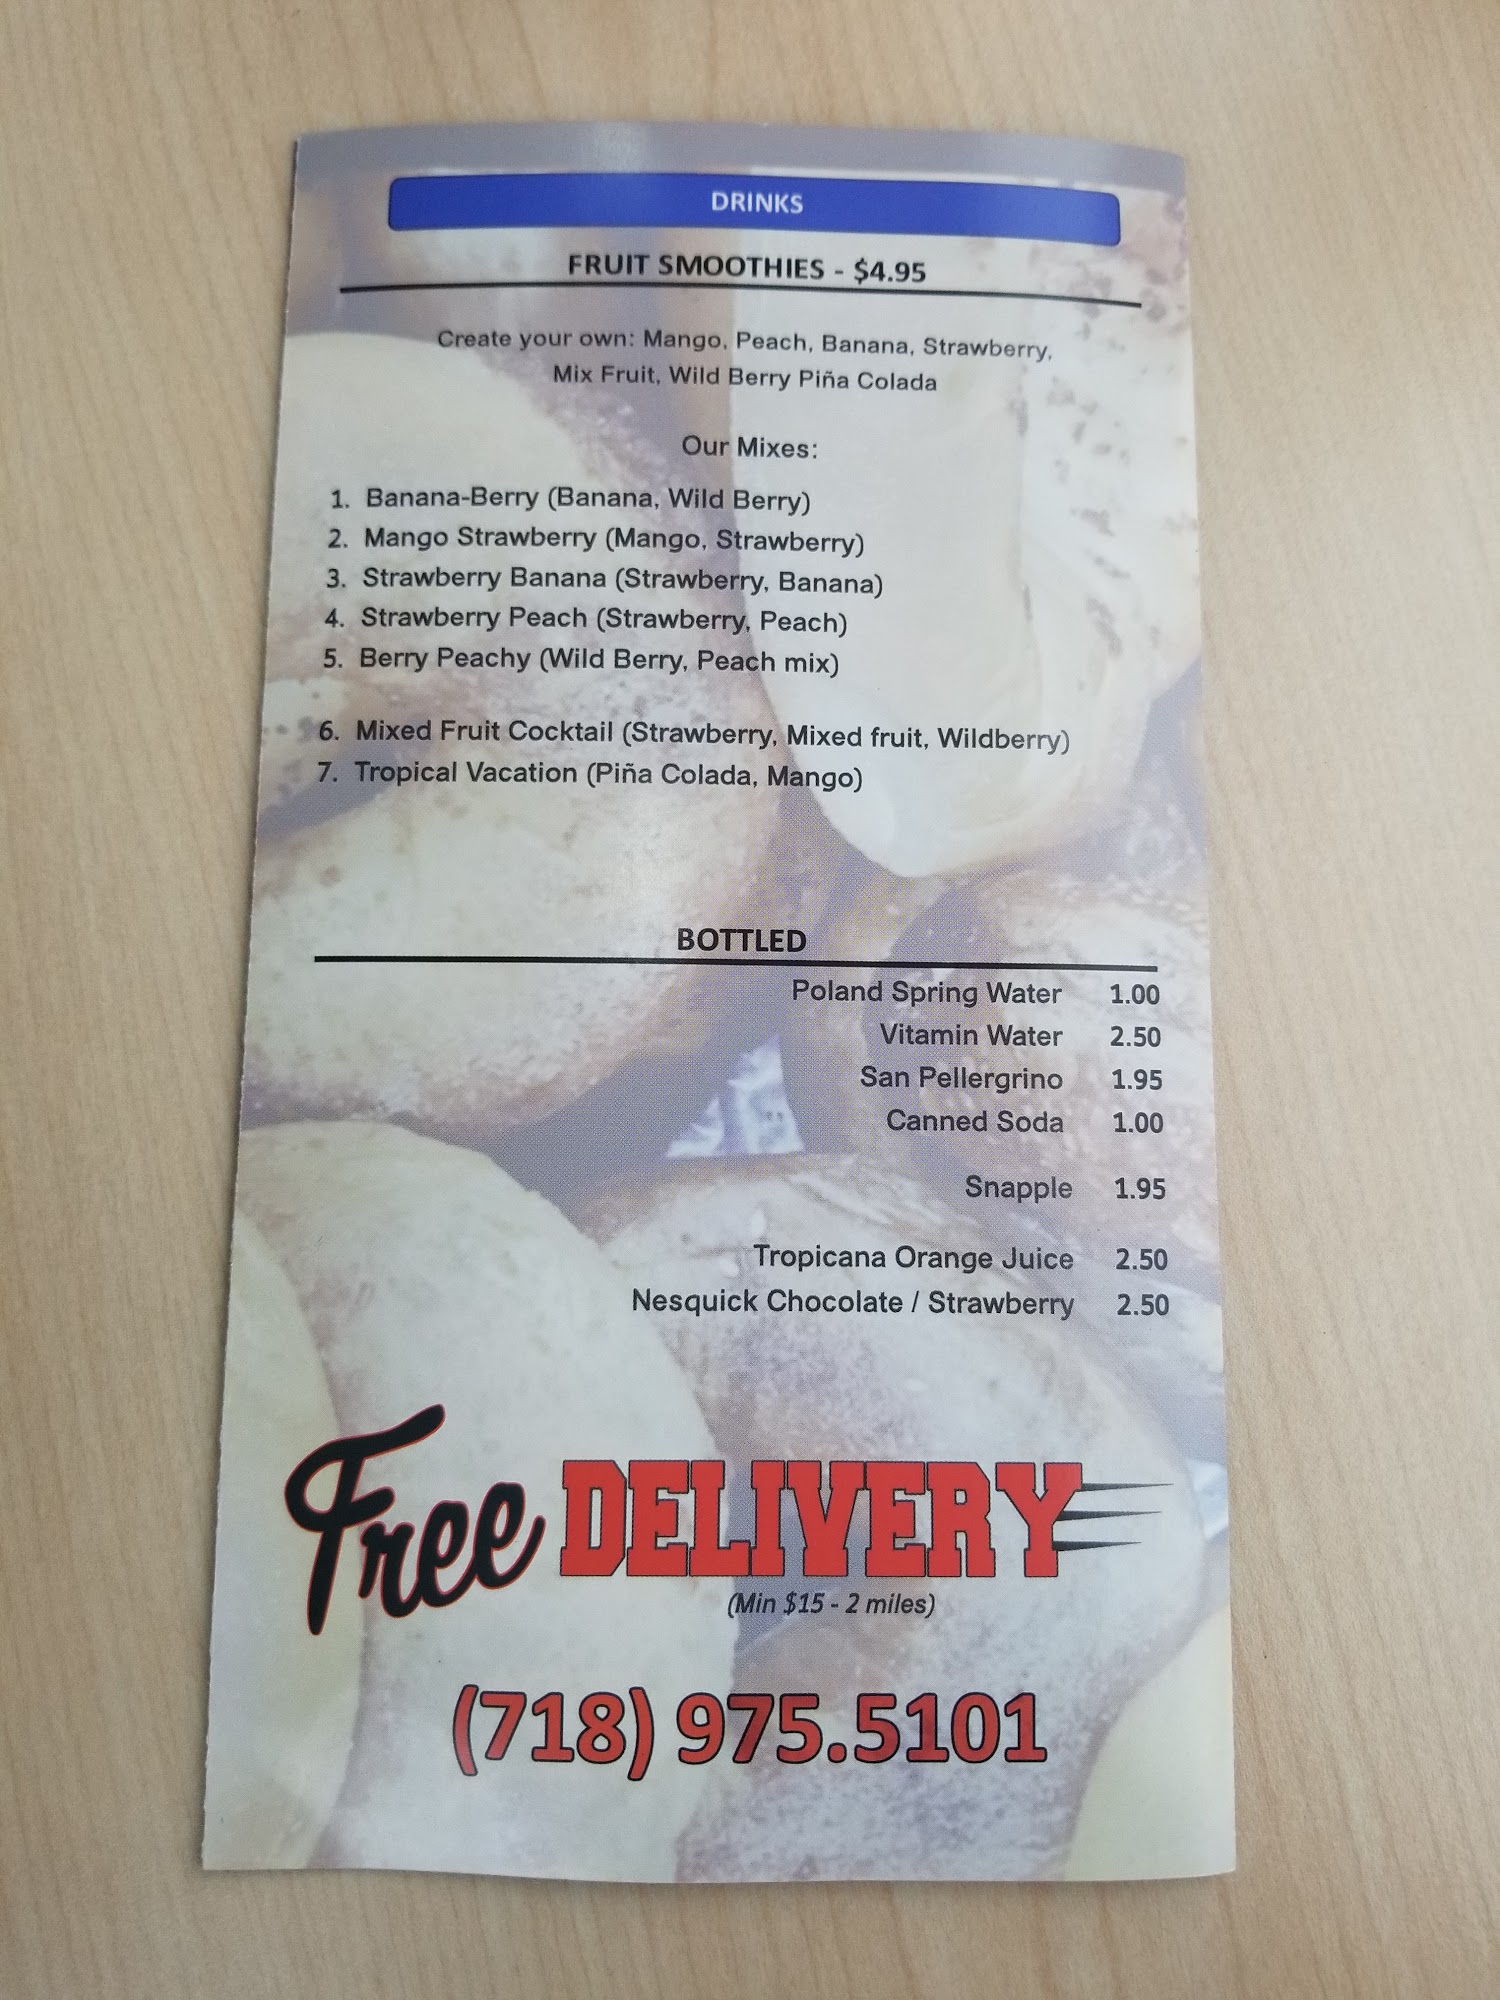 DRINKS
FRUIT SMOOTHIES - $4.95
Create your own: Mango, Peach, Banana, Strawberry,
Mix Fruit, Wild Berry Piña Colada
Our Mixes:
1. Banana-Berry (Banana, Wild Berry)
2. Mango Strawberry (Mango, Strawberry)
3. Strawberry Banana (Strawberry, Banana)
4. Strawberry Peach (Strawberry, Peach)
5. Berry Peachy (Wild Berry, Peach mix)
6. Mixed Fruit Cocktail (Strawberry, Mixed fruit, Wildberry)
7. Tropical Vacation (Piña Colada, Mango)
BOTTLED
Poland Spring Water 1.00
Vitamin Water 2.50
San Pellergrino 1.95
Canned Soda 1.00
Snapple 1.95
Tropicana Orange Juice 2.50
Nesquick Chocolate / Strawberry 2.50
Free DELIVERY
(Min $15 - 2 miles)
(718) 975.5101